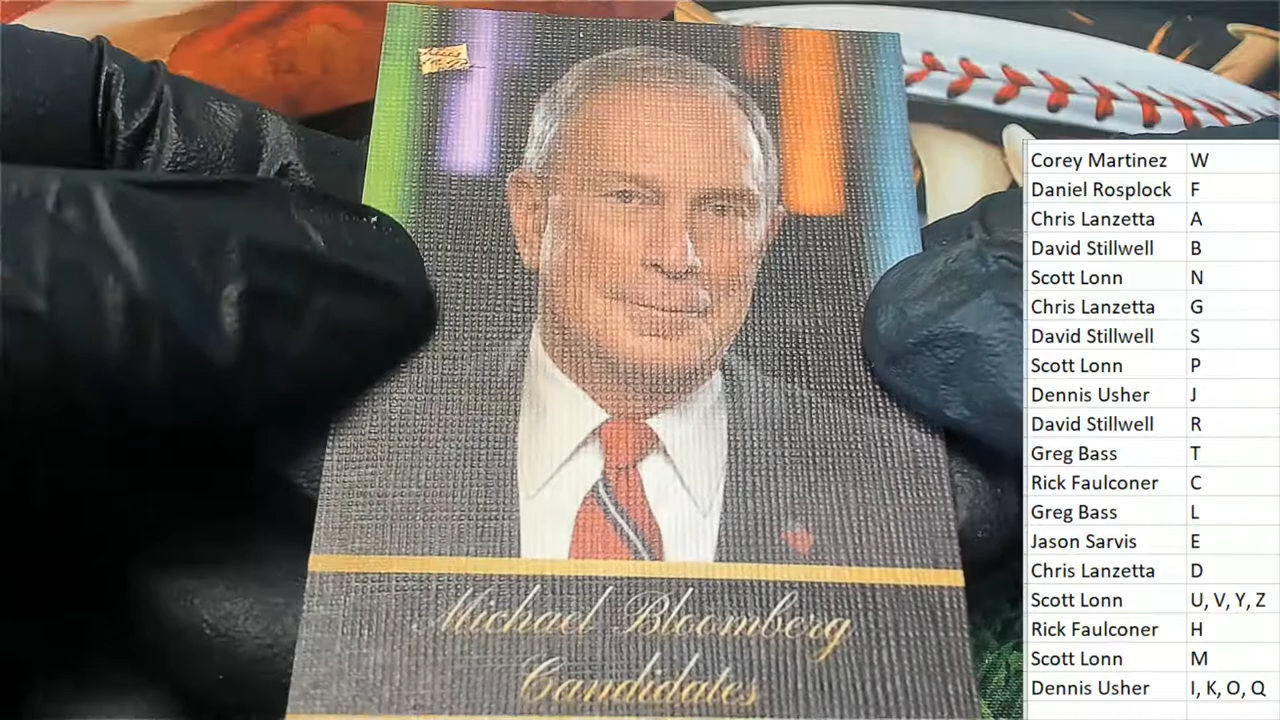 Michael Bloomberg
Candidates
Corey Martinez W
Daniel Rosplock F
Chris Lanzetta A
David Stillwell B
Scott Lonn N
Chris Lanzetta G
David Stillwell S
Scott Lonn P
Dennis Usher J
David Stillwell R
Greg Bass T
Rick Faulconer C
Greg Bass L
Jason Sarvis E
Chris Lanzetta D
Scott Lonn U, V, Y, Z
Rick Faulconer H
Scott Lonn M
Dennis Usher I, K, O, Q